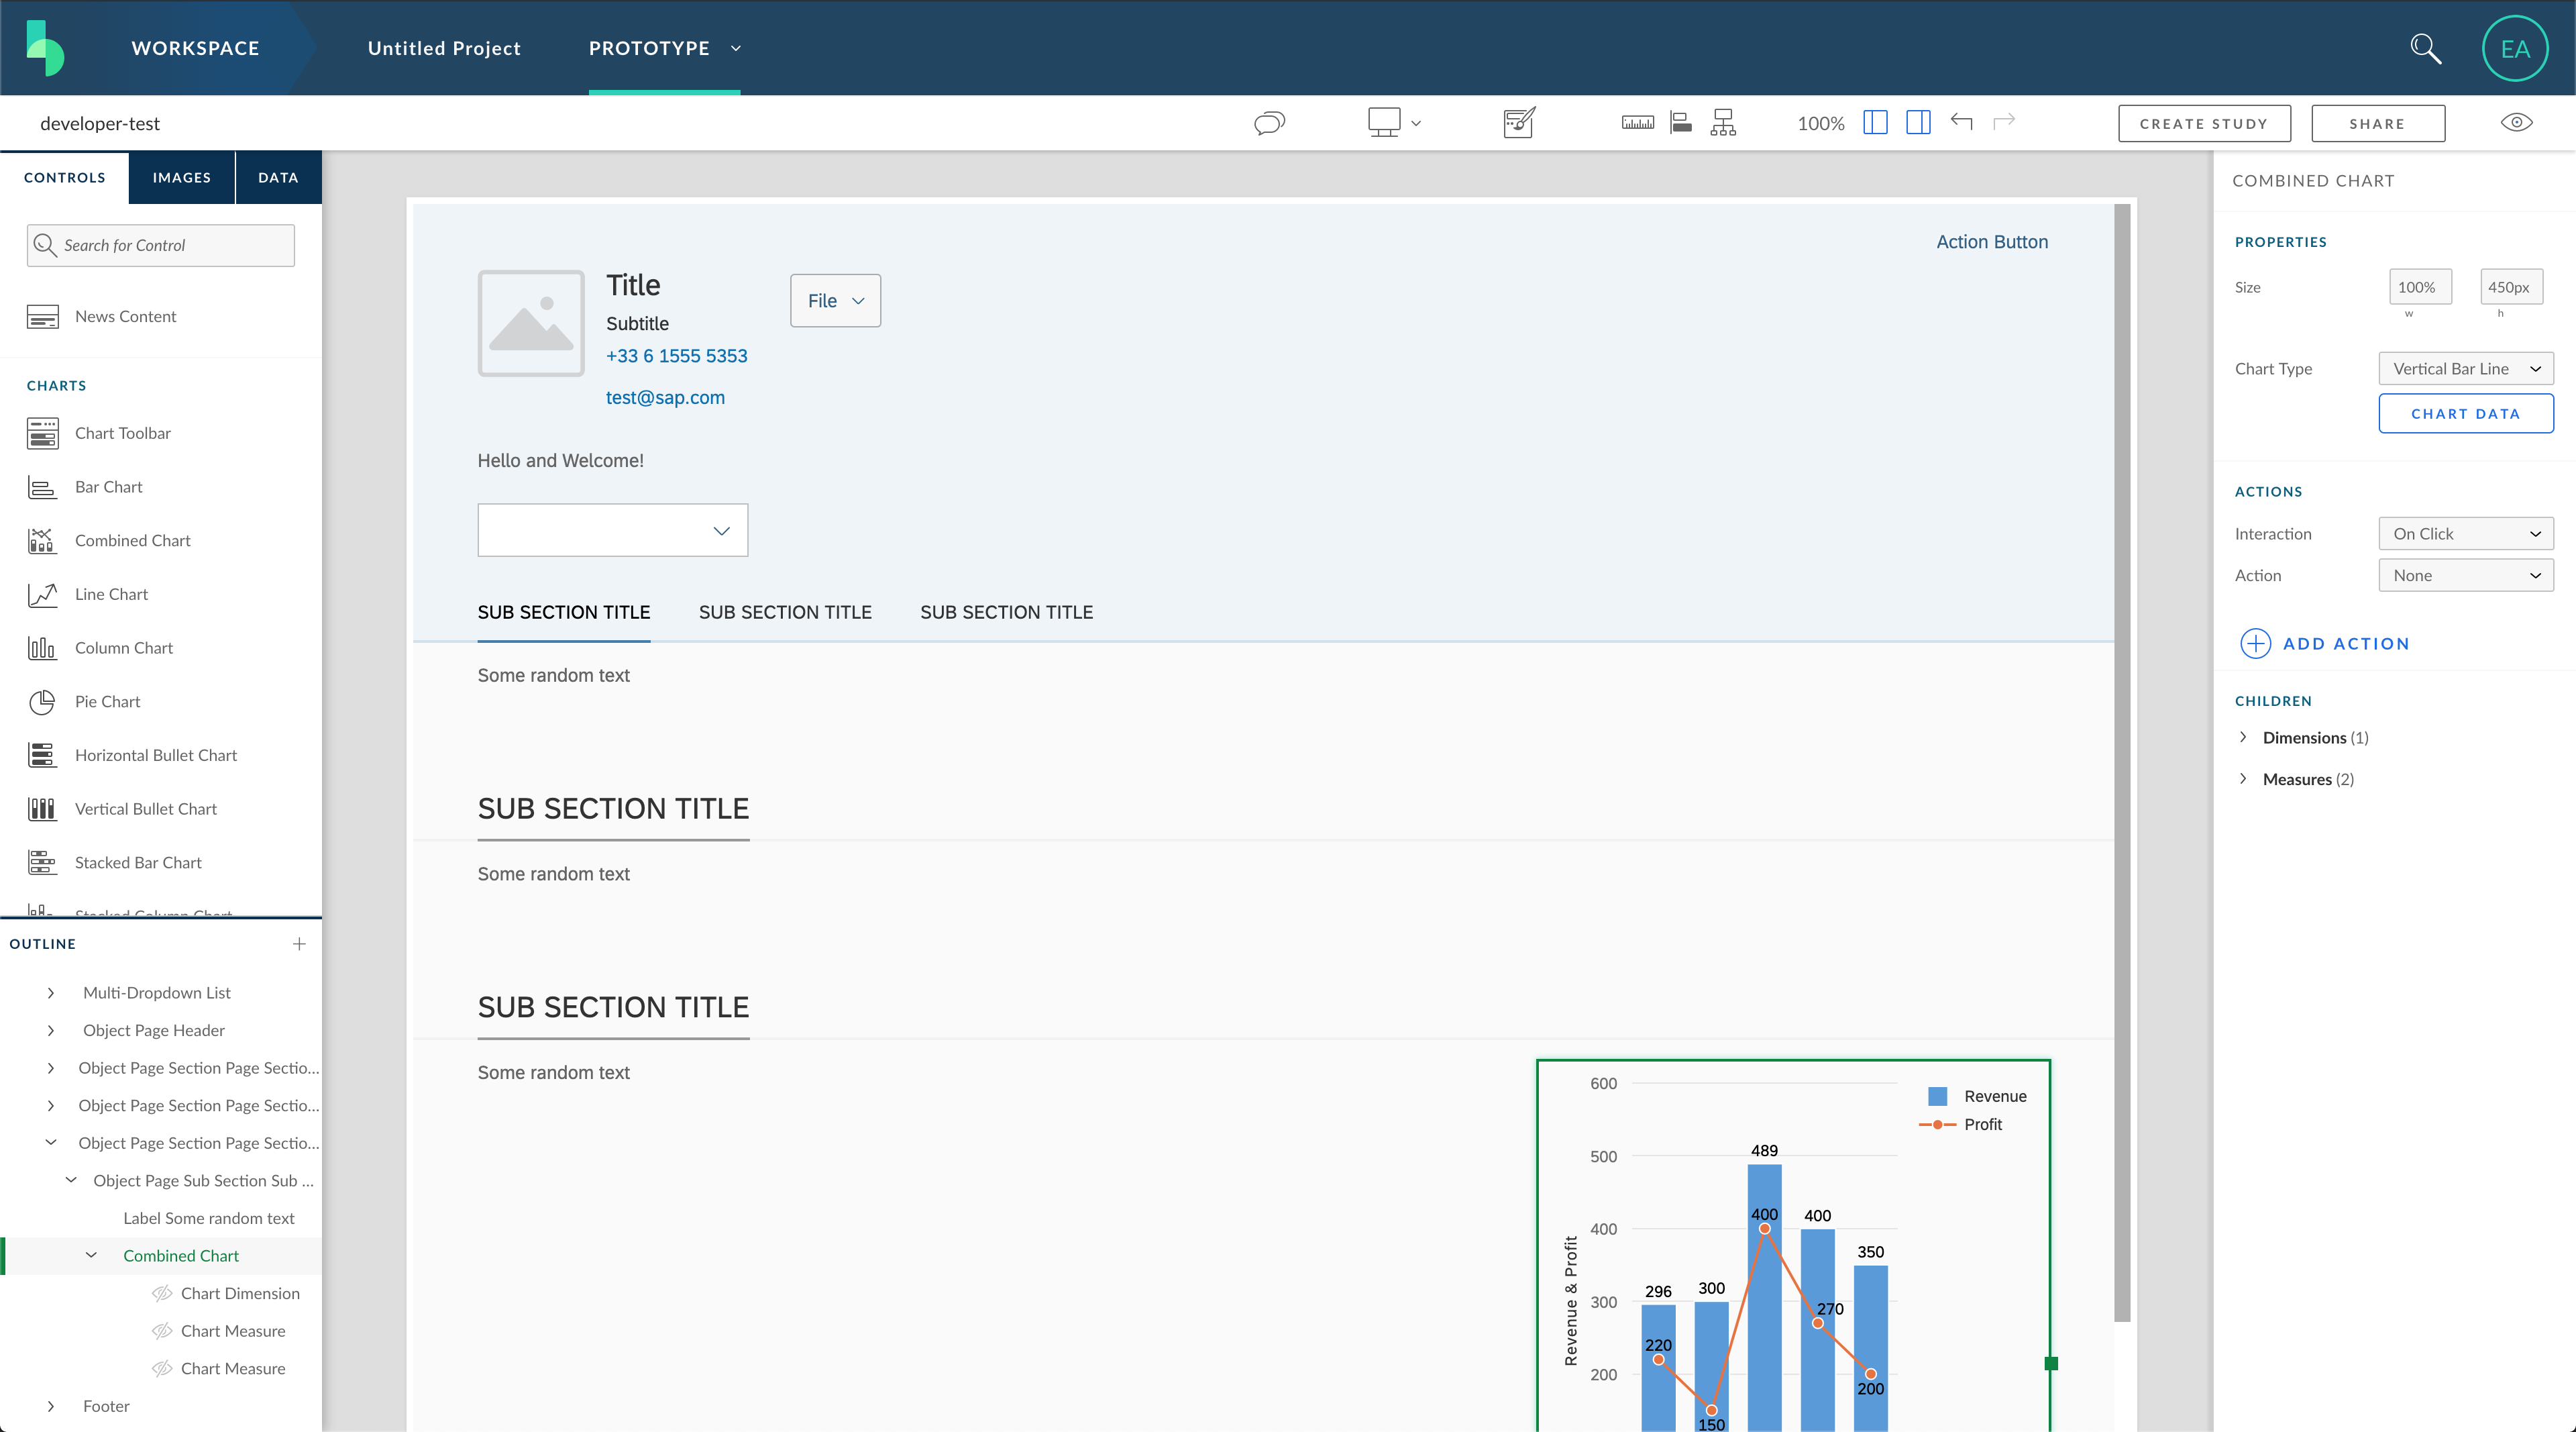 WORKSPACE
Untitled Project
PROTOTYPE
EA
developer-test
100%
CREATE STUDY
SHARE
CONTROLS
IMAGES
DATA
Search for Control
News Content
CHARTS
Chart Toolbar
Bar Chart
Combined Chart
Line Chart
Column Chart
Pie Chart
Horizontal Bullet Chart
Vertical Bullet Chart
Stacked Bar Chart
Stacked Column Chart
OUTLINE
Multi-Dropdown List
Object Page Header
Object Page Section Page Sectio...
Object Page Section Page Sectio...
Object Page Section Page Sectio...
Object Page Sub Section Sub ...
Label Some random text
Combined Chart
Chart Dimension
Chart Measure
Chart Measure
Footer
Action Button
Title
File
Subtitle
+33 6 1555 5353
test@sap.com
Hello and Welcome!
SUB SECTION TITLE
SUB SECTION TITLE
SUB SECTION TITLE
Some random text
SUB SECTION TITLE
Some random text
SUB SECTION TITLE
Some random text
Revenue & Profit
600
500
400
300
200
296
300
489
400
350
220
150
400
270
200
Revenue
Profit
COMBINED CHART
PROPERTIES
Size
100%
450px
w
h
Chart Type
Vertical Bar Line
CHART DATA
ACTIONS
Interaction
On Click
Action
None
ADD ACTION
CHILDREN
Dimensions (1)
Measures (2)